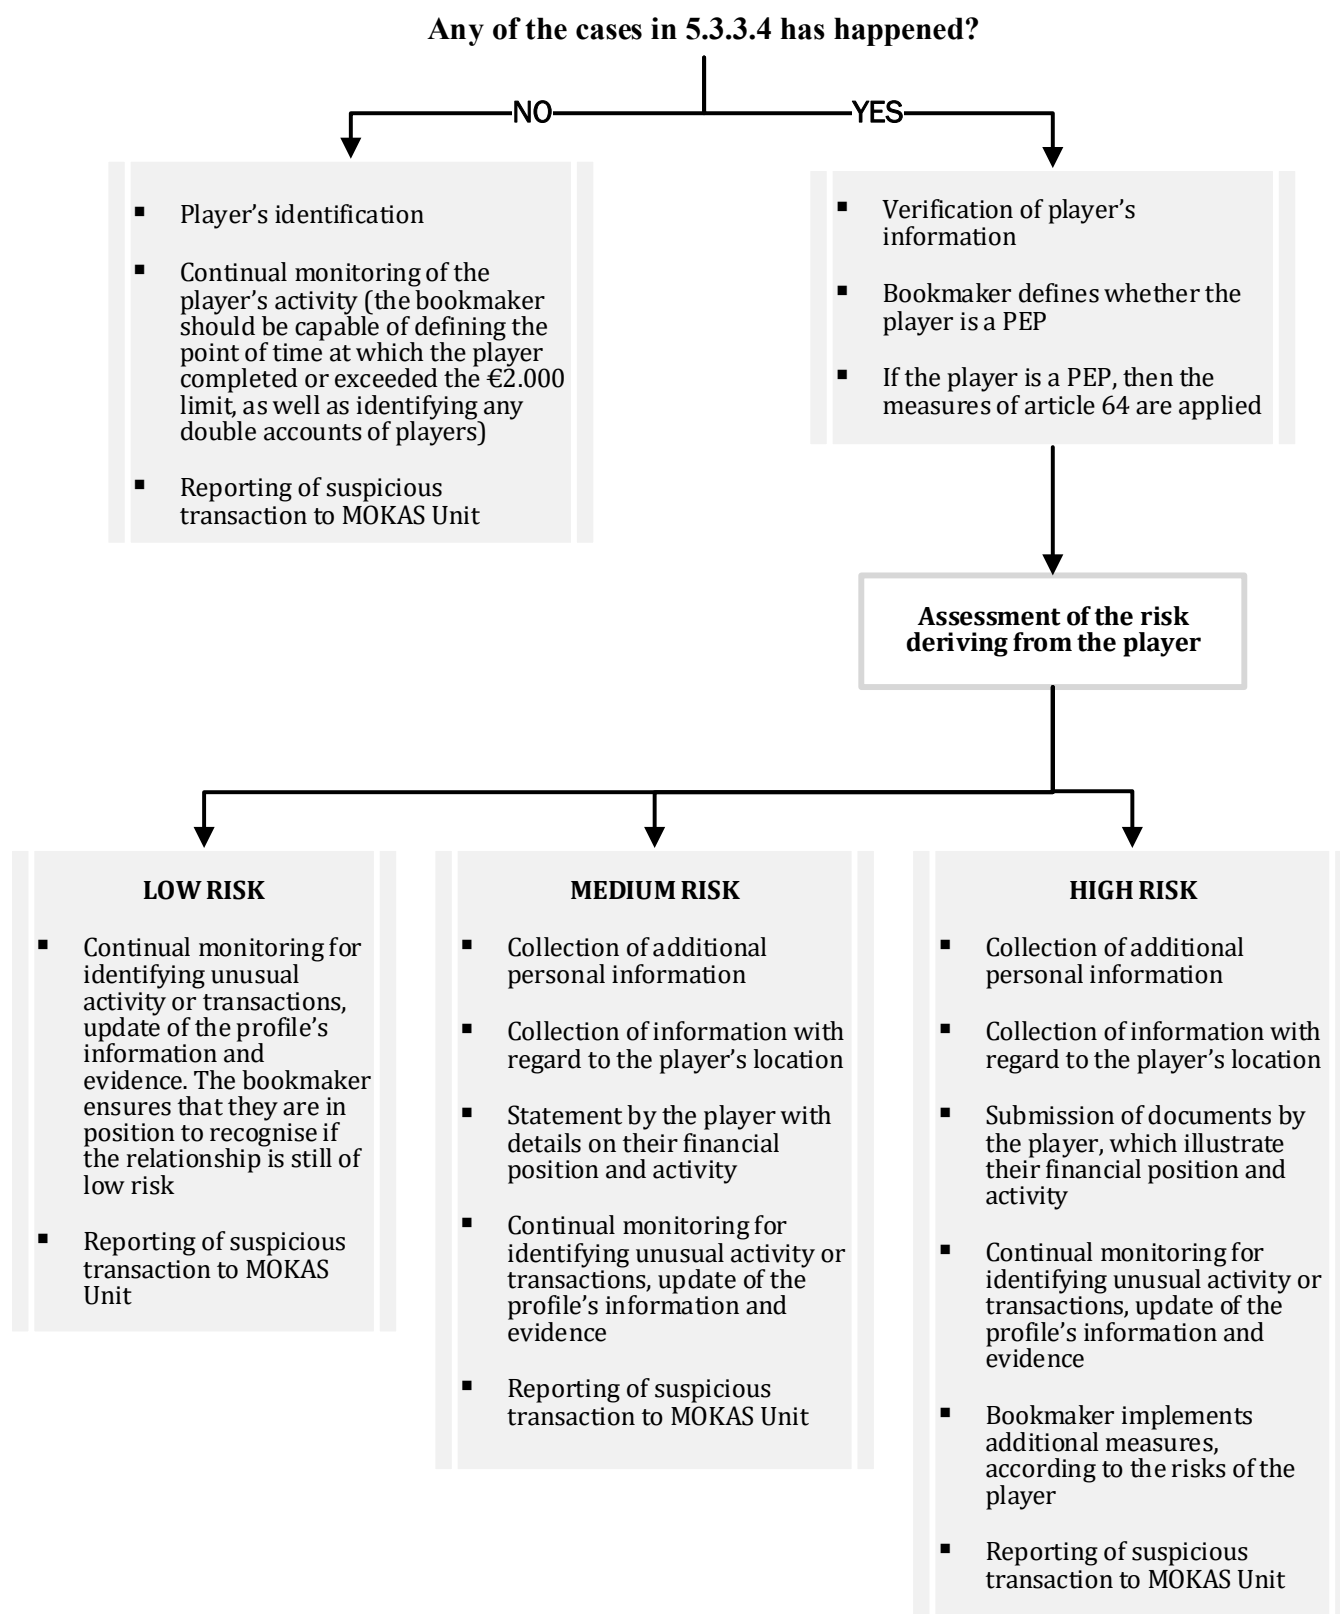 Any of the cases in 5.3.3.4 has happened?
NO
YES
▪ Player’s identification
▪ Continual monitoring of the
player’s activity (the bookmaker
should be capable of defining the
point of time at which the player
completed or exceeded the €2.000
limit, as well as identifying any
double accounts of players)
▪ Reporting of suspicious
transaction to MOKAS Unit
▪ Verification of player’s
information
▪ Bookmaker defines whether the
player is a PEP
▪ If the player is a PEP, then the
measures of article 64 are applied
Assessment of the risk
deriving from the player
LOW RISK
▪ Continual monitoring for
identifying unusual
activity or transactions,
update of the profile’s
information and
evidence. The bookmaker
ensures that they are in
position to recognise if
the relationship is still of
low risk
▪ Reporting of suspicious
transaction to MOKAS
Unit
MEDIUM RISK
▪ Collection of additional
personal information
▪ Collection of information with
regard to the player’s location
▪ Statement by the player with
details on their financial
position and activity
▪ Continual monitoring for
identifying unusual activity or
transactions, update of the
profile’s information and
evidence
▪ Reporting of suspicious
transaction to MOKAS Unit
HIGH RISK
▪ Collection of additional
personal information
▪ Collection of information with
regard to the player’s location
▪ Submission of documents by
the player, which illustrate
their financial position and
activity
▪ Continual monitoring for
identifying unusual activity or
transactions, update of the
profile’s information and
evidence
▪ Bookmaker implements
additional measures,
according to the risks of the
player
▪ Reporting of suspicious
transaction to MOKAS Unit